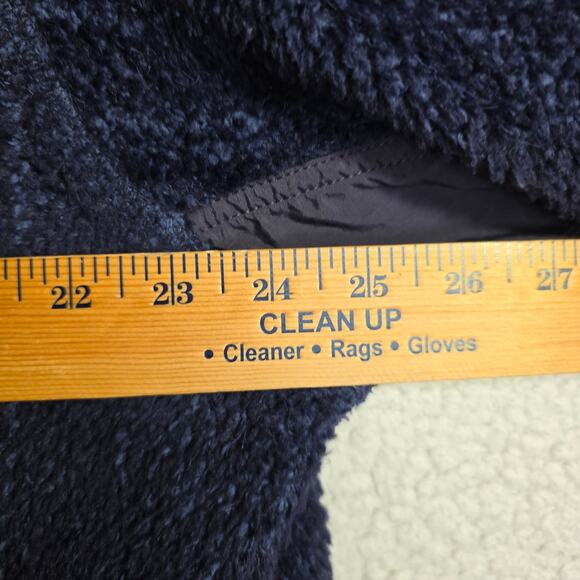 22 23 24 25 26 27
CLEAN UP
• Cleaner • Rags • Gloves